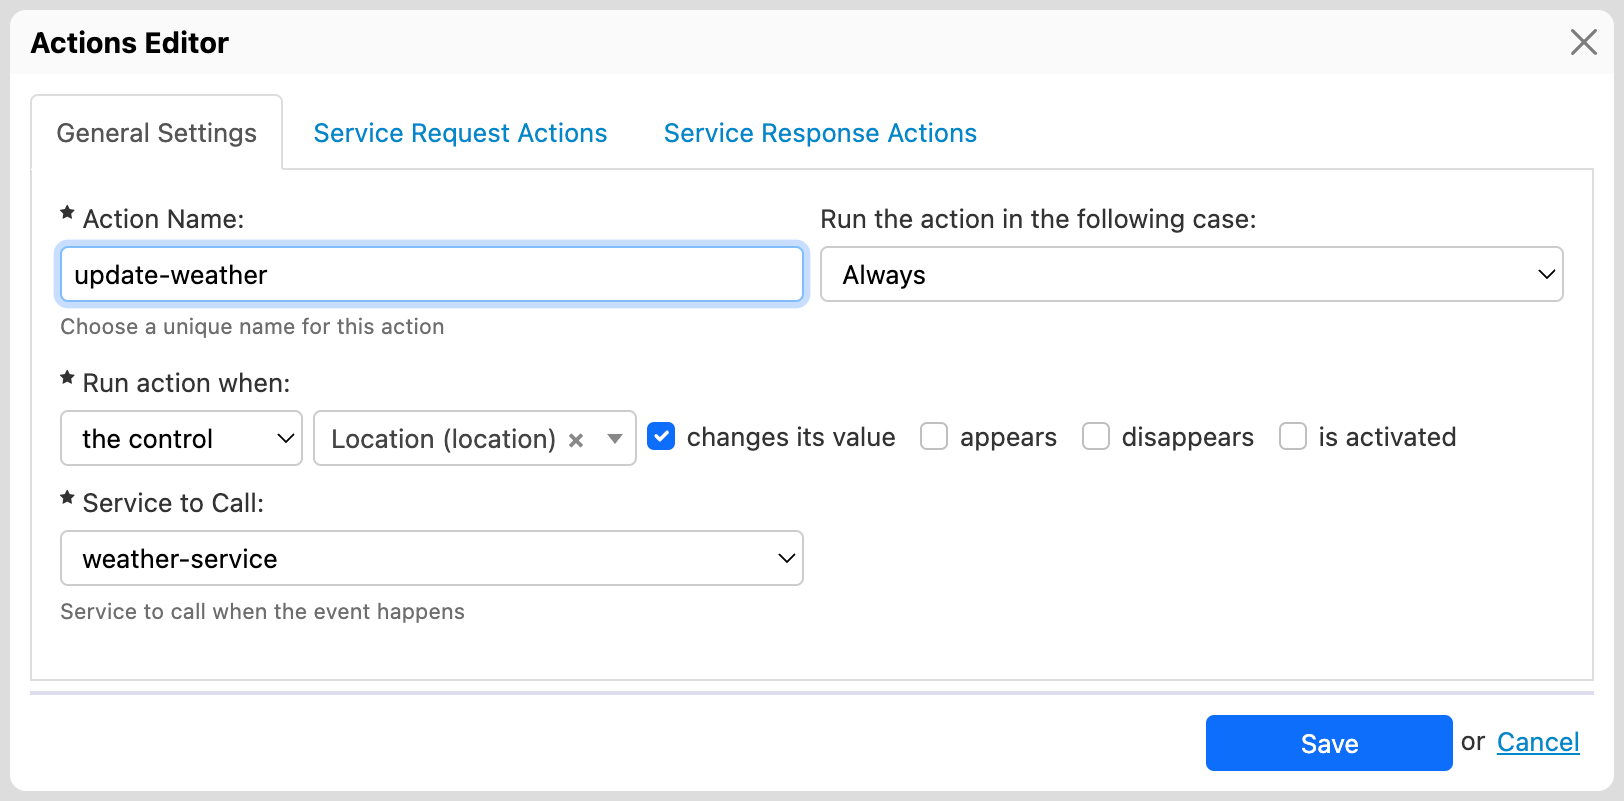 Actions Editor
General Settings
Service Request Actions
Service Response Actions
Action Name:
Run the action in the following case:
update-weather
Always
Choose a unique name for this action
Run action when:
the control
Location (location)
changes its value
appears
disappears
is activated
Service to Call:
weather-service
Service to call when the event happens
Save or Cancel